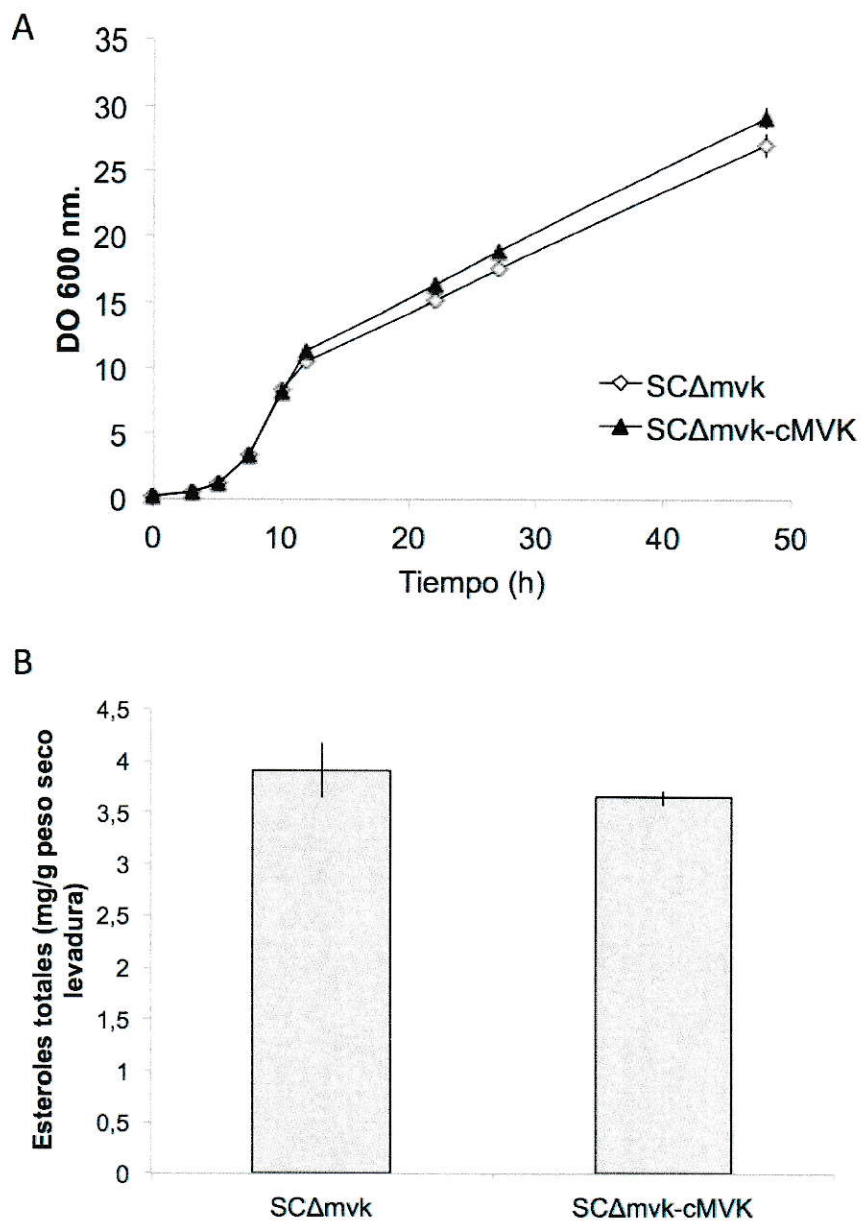 A
35
30
25
20
15
10
5
0
DO 600 nm.
0 10 20 30 40 50
Tiempo (h)
SCΔmvk
SCΔmvk-cMVK
B
4,5
4
3,5
3
2,5
2
1,5
1
0,5
0
Esteroles totales (mg/g peso seco
levadura)
SCΔmvk SCΔmvk-cMVK